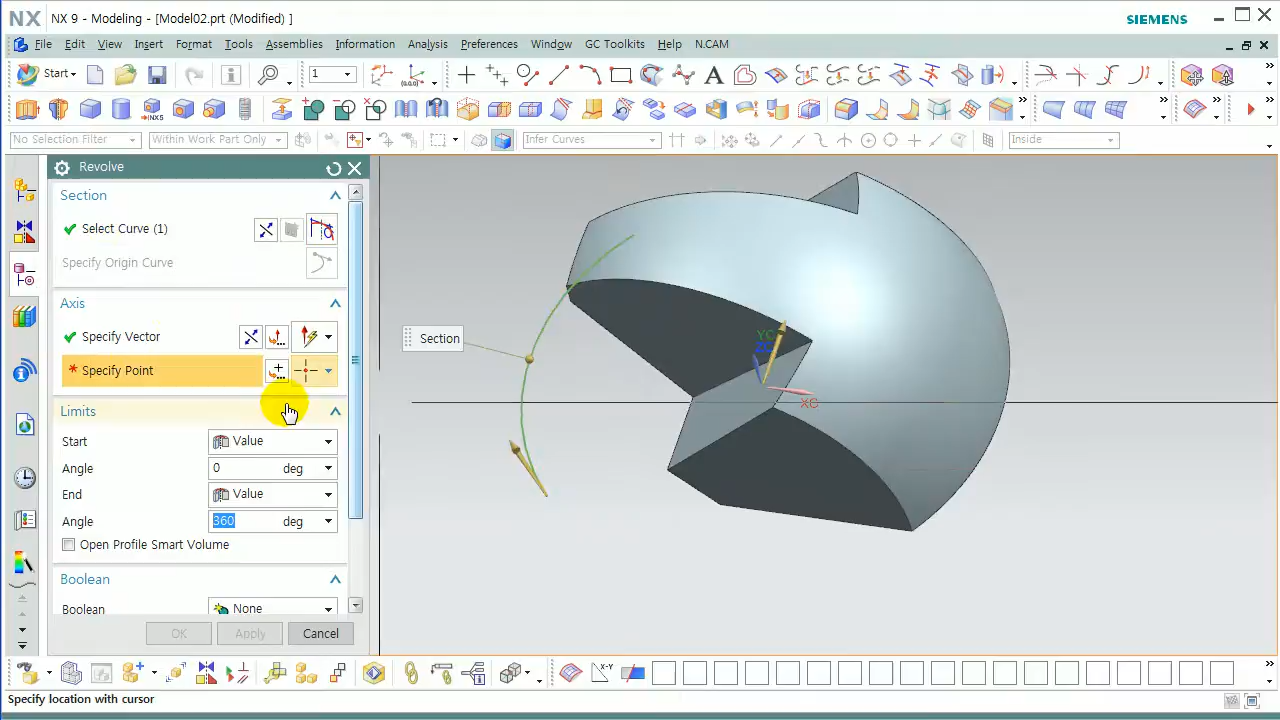 NX NX 9 - Modeling - [Model02.prt (Modified) ]
SIEMENS
File Edit View Insert Format Tools Assemblies Information Analysis Preferences Window GC Toolkits Help NCAM
Start 1
NX5
No Selection Filter Within Work Part Only Infer Curves Inside
Revolve
Section
Select Curve (1)
Specify Origin Curve
Axis
Specify Vector
* Specify Point
Limits
Start Value
Angle 0 deg
End Value
Angle 360 deg
Open Profile Smart Volume
Boolean
Boolean None
OK Apply Cancel
Section
YC
ZC
XC
X-Y
Specify location with cursor